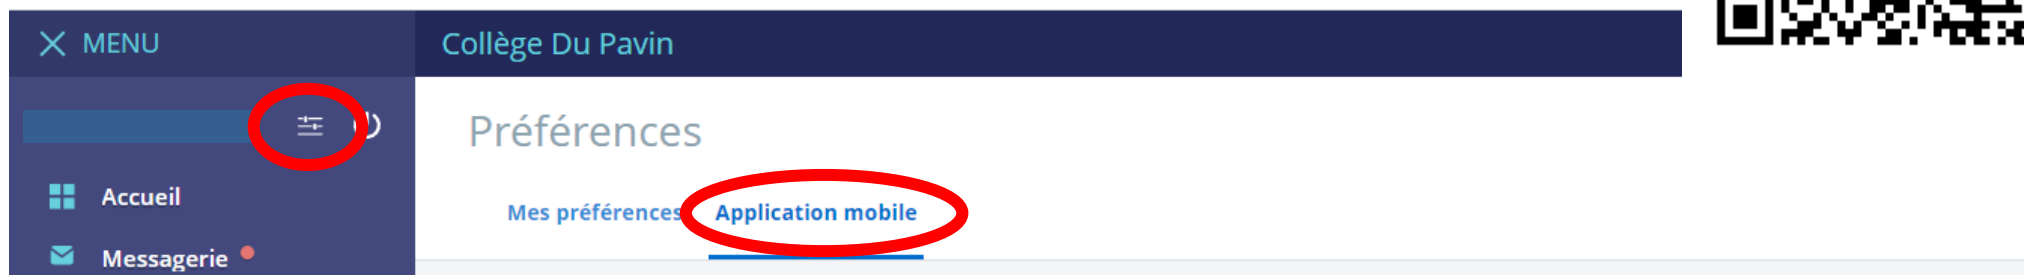 MENU
Collège Du Pavin
Préférences
Accueil
Mes préférences
Application mobile
Messagerie